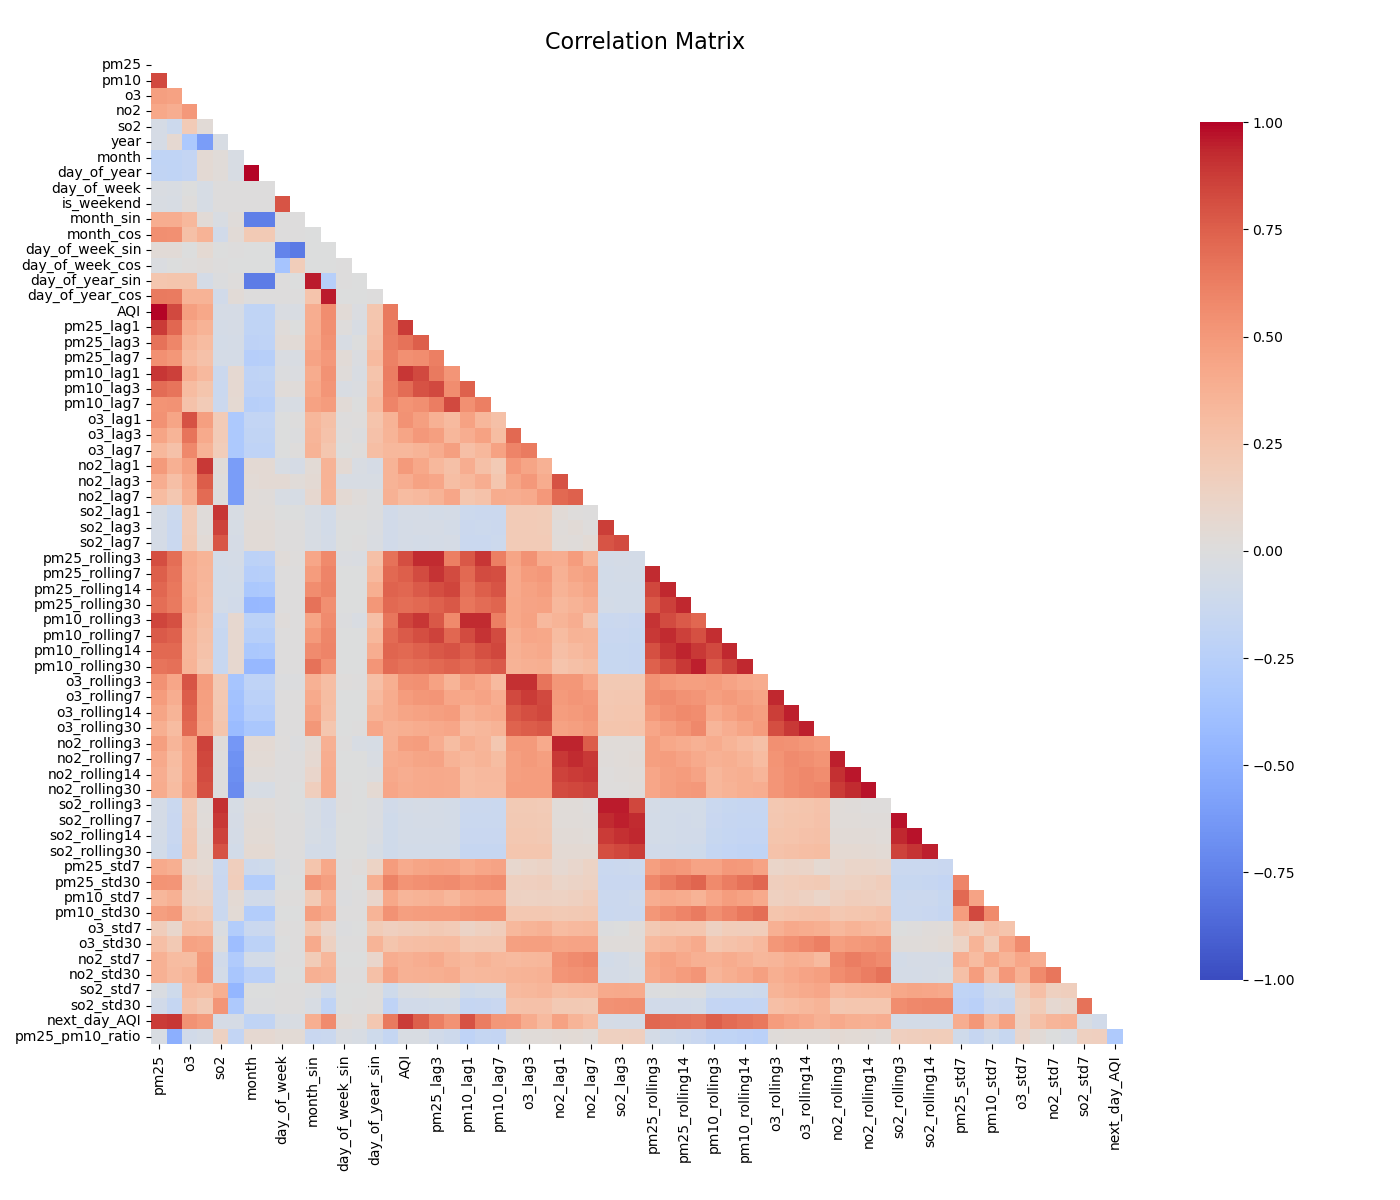 Correlation Matrix
pm25
pm10
o3
no2
so2
year
month
day_of_year
day_of_week
is_weekend
month_sin
month_cos
day_of_week_sin
day_of_week_cos
day_of_year_sin
day_of_year_cos
AQI
pm25_lag1
pm25_lag3
pm25_lag7
pm10_lag1
pm10_lag3
pm10_lag7
o3_lag1
o3_lag3
o3_lag7
no2_lag1
no2_lag3
no2_lag7
so2_lag1
so2_lag3
so2_lag7
pm25_rolling3
pm25_rolling7
pm25_rolling14
pm25_rolling30
pm10_rolling3
pm10_rolling7
pm10_rolling14
pm10_rolling30
o3_rolling3
o3_rolling7
o3_rolling14
o3_rolling30
no2_rolling3
no2_rolling7
no2_rolling14
no2_rolling30
so2_rolling3
so2_rolling7
so2_rolling14
so2_rolling30
pm25_std7
pm25_std30
pm10_std7
pm10_std30
o3_std7
o3_std30
no2_std7
no2_std30
so2_std7
so2_std30
next_day_AQI
pm25_pm10_ratio
pm25
o3
so2
month
day_of_week
month_sin
day_of_week_sin
day_of_year_sin
AQI
pm25_lag3
pm10_lag1
pm10_lag7
o3_lag3
no2_lag1
no2_lag7
so2_lag3
pm25_rolling3
pm25_rolling14
pm10_rolling3
pm10_rolling14
o3_rolling3
o3_rolling14
no2_rolling3
no2_rolling14
so2_rolling3
so2_rolling14
pm25_std7
pm10_std7
o3_std7
no2_std7
so2_std7
next_day_AQI
1.00
0.75
0.50
0.25
0.00
−0.25
−0.50
−0.75
−1.00